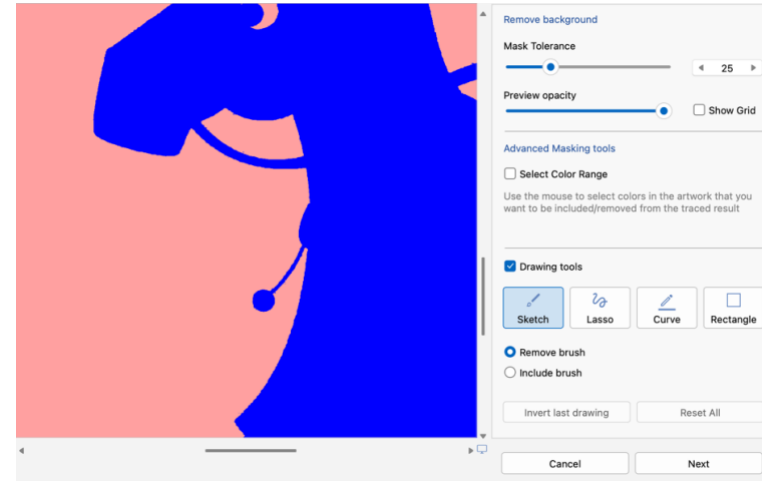 Remove background
Mask Tolerance
25
Preview opacity
Show Grid
Advanced Masking tools
Select Color Range
Use the mouse to select colors in the artwork that you
want to be included/removed from the traced result
Drawing tools
Sketch Lasso Curve Rectangle
Remove brush
Include brush
Invert last drawing Reset All
Cancel Next